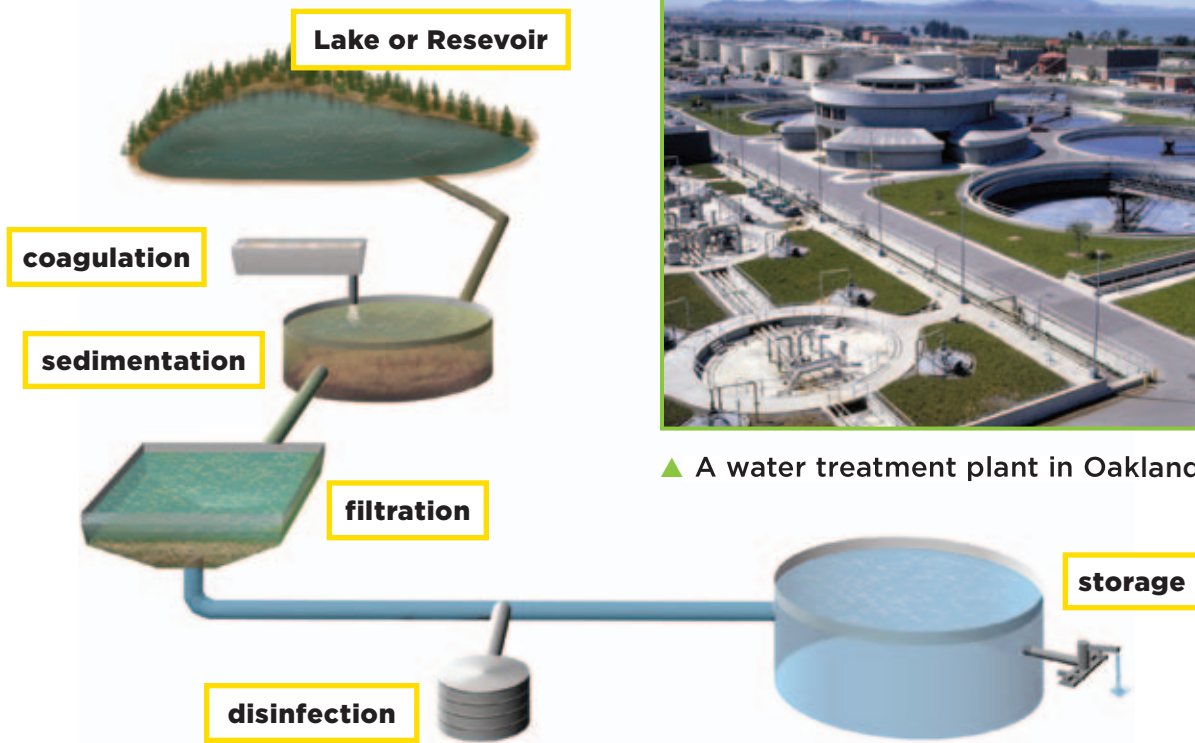 Lake or Resevoir
coagulation
sedimentation
filtration
▲ A water treatment plant in Oakland
storage
disinfection